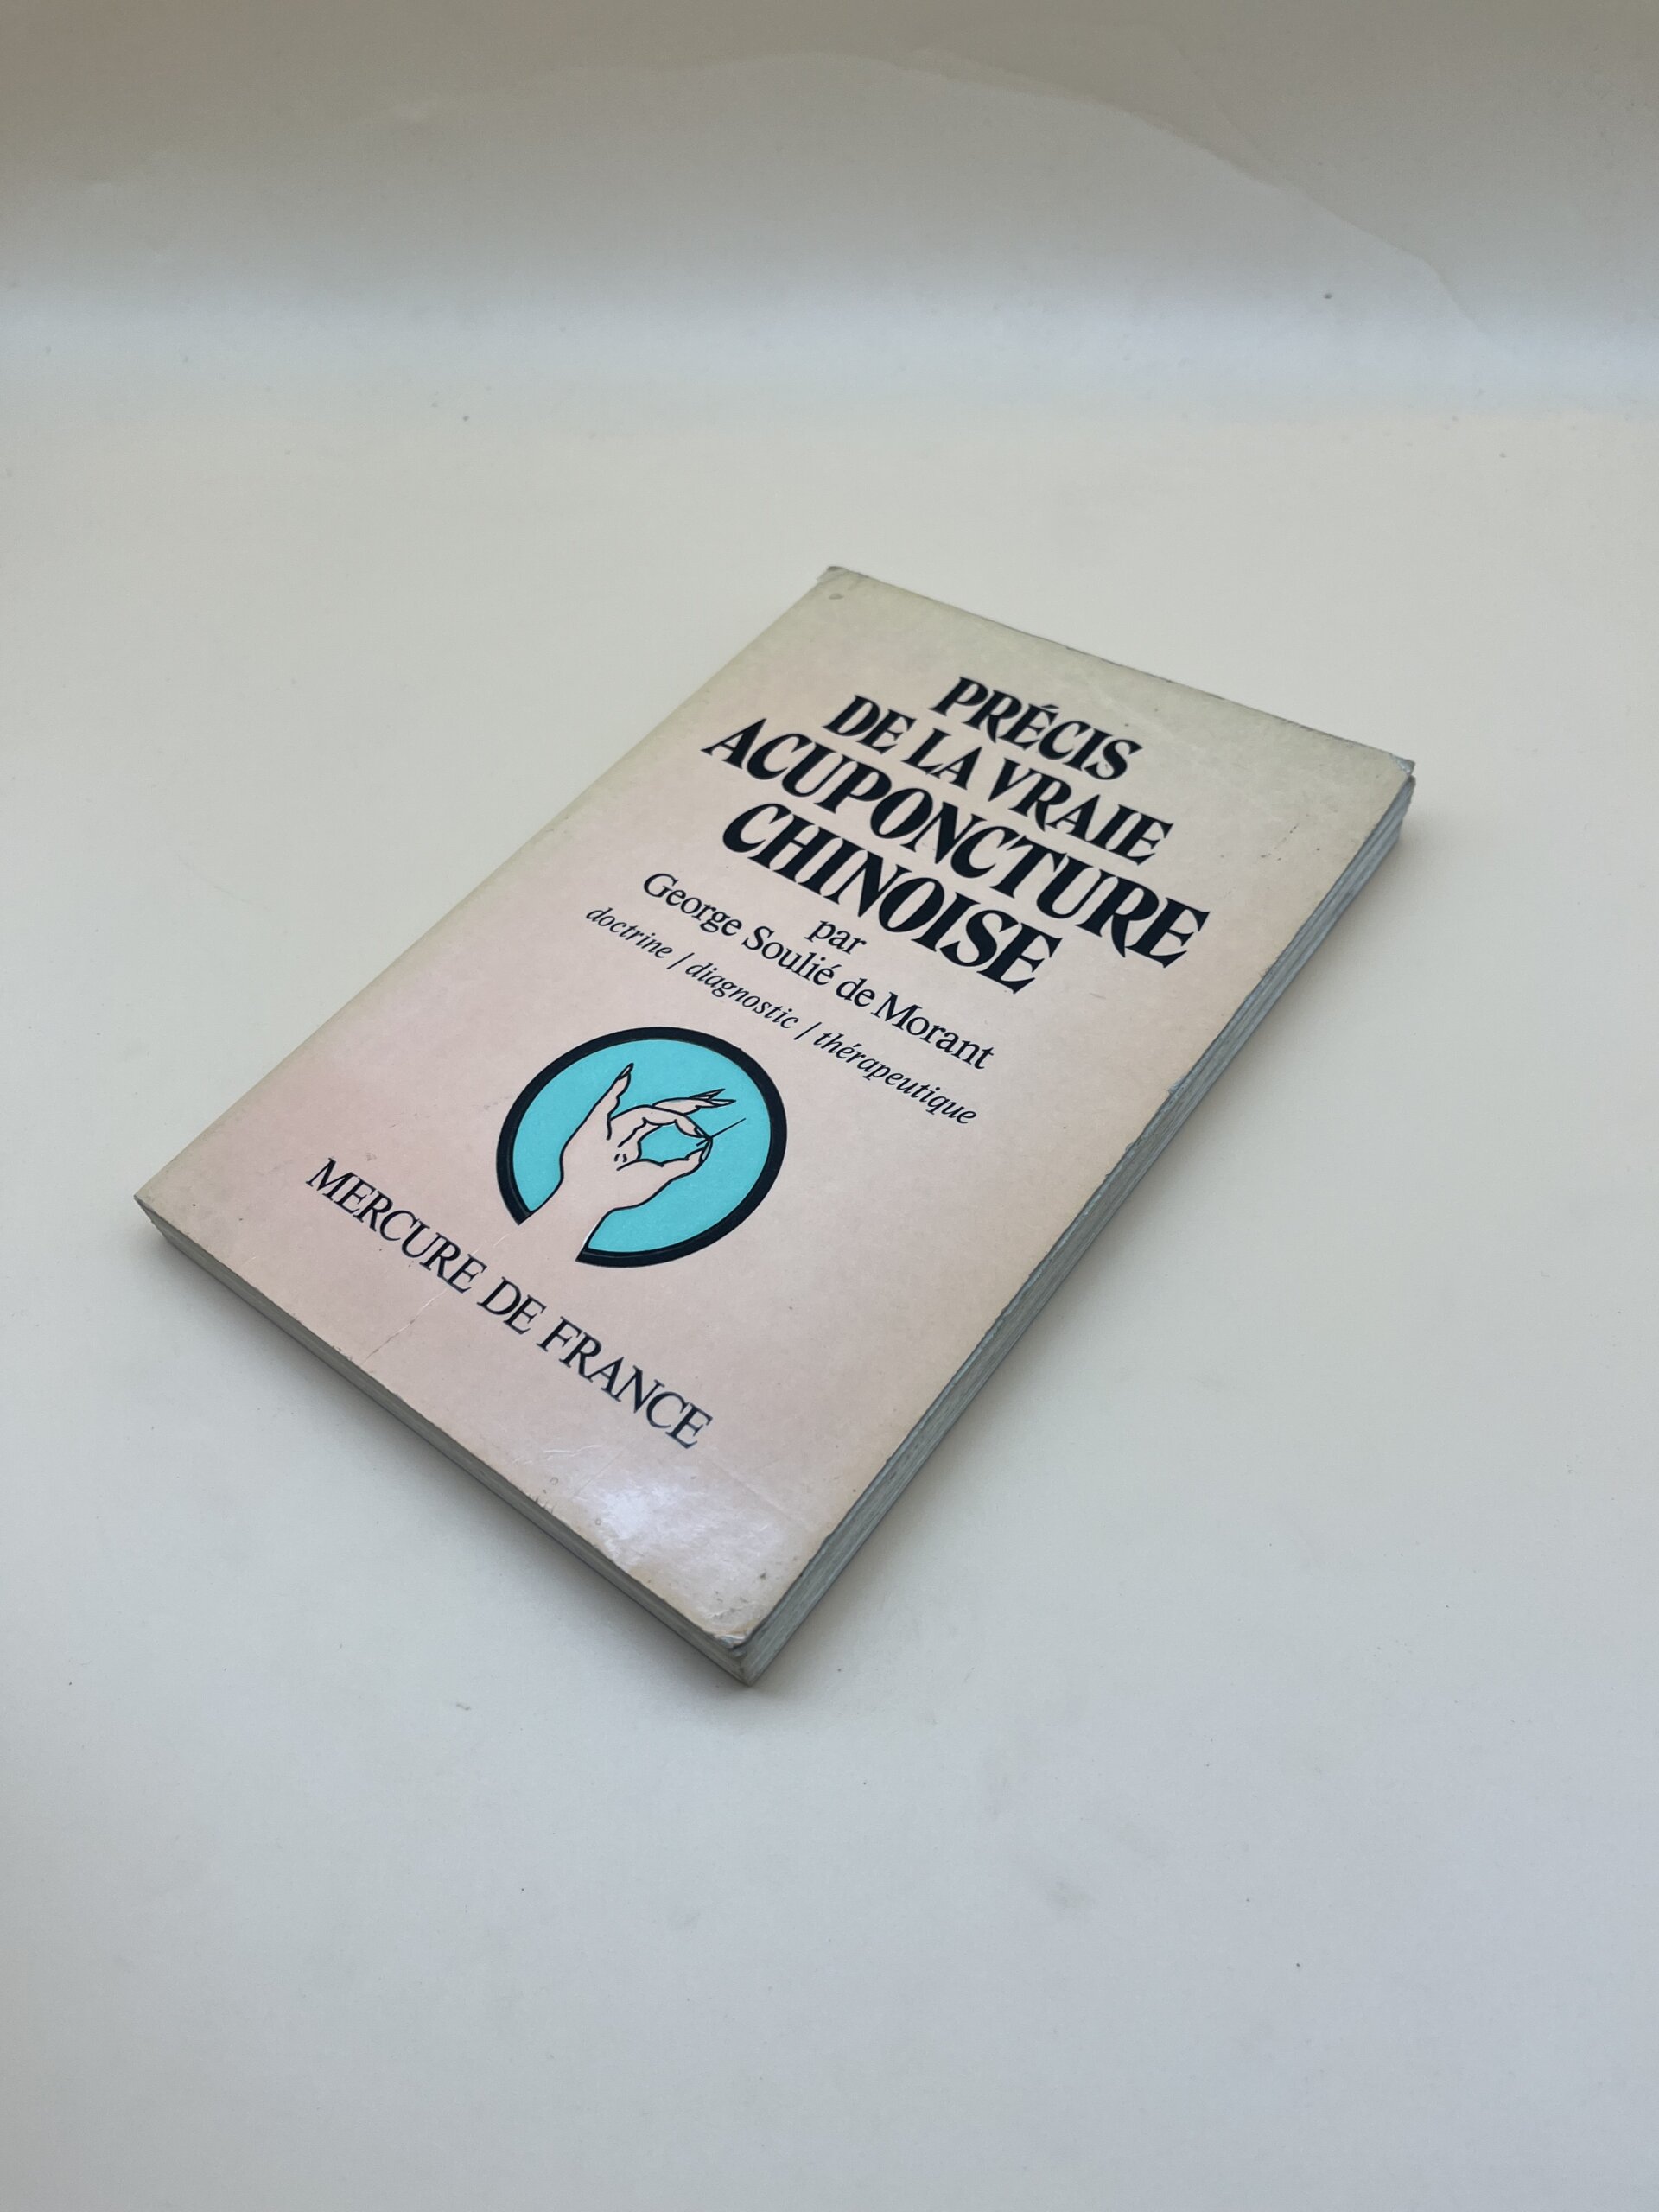 PRÉCIS
DE LA VRAIE
ACUPONCTURE
CHINOISE
par
George Soulié de Morant
doctrine / diagnostic / thérapeutique
MERCURE DE FRANCE